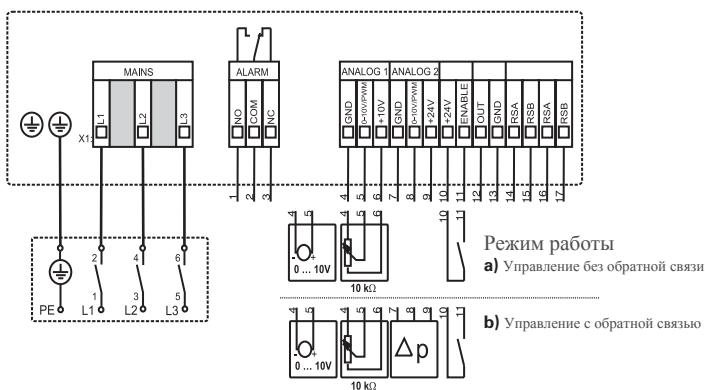 MAINS ALARM ANALOG 1 ANALOG 2
X1: L1 L2 L3 NO COM NC GND 0-10V/PWM +10V GND 0-10V/PWM +24V +24V ENABLE OUT GND RSA RSB RSA RSB
1 2 3 4 5 6 7 8 9 10 11 12 13 14 15 16 17
4 5 4 5 6 10 11
- + 0 ... 10V
10 kΩ
Режим работы
a) Управление без обратной связи
2 4 6
1 3 5
PE L1 L2 L3
4 5 4 5 6 7 8 9 10 11
- + 0 ... 10V
10 kΩ
Δp
b) Управление с обратной связью